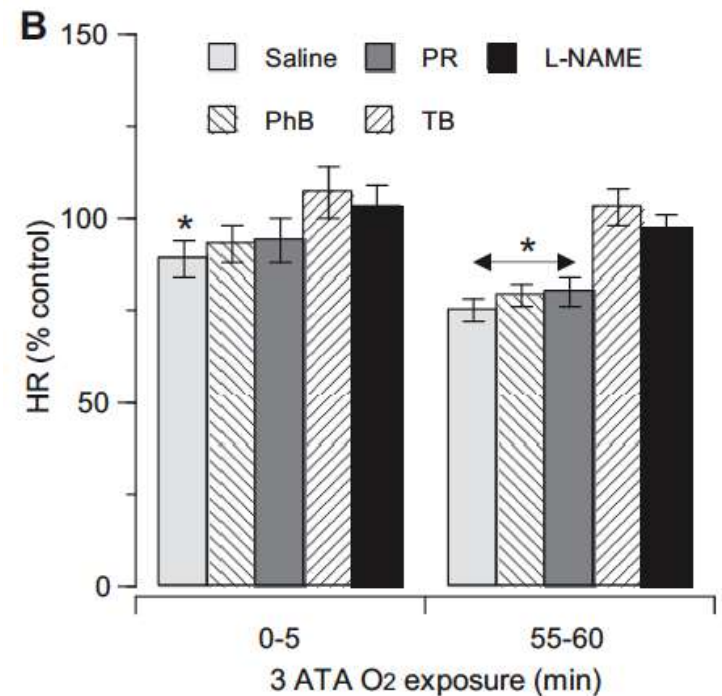 B
150
Saline PR L-NAME
PhB TB
100
*
*
50
0
HR (% control)
0-5 55-60
3 ATA O2 exposure (min)